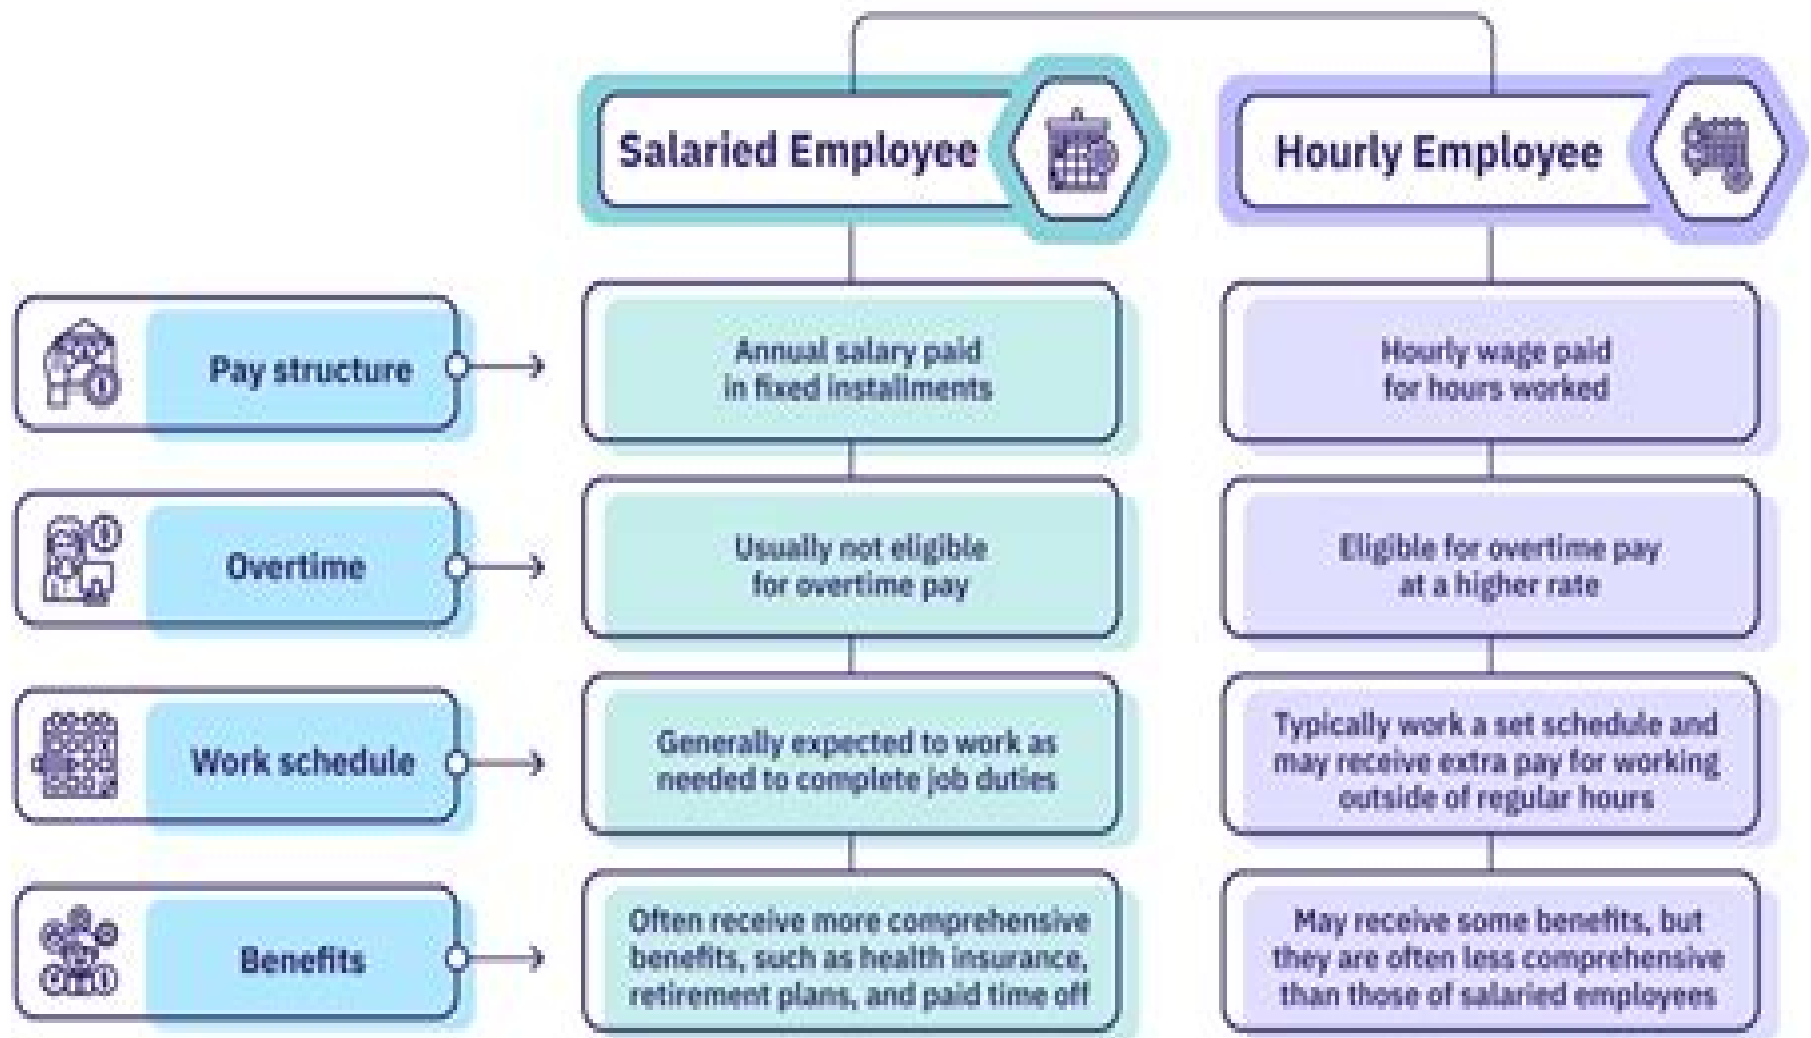 Salaried Employee
Hourly Employee
Pay structure
Annual salary paid
in fixed installments
Hourly wage paid
for hours worked
Overtime
Usually not eligible
for overtime pay
Eligible for overtime pay
at a higher rate
Work schedule
Generally expected to work as
needed to complete job duties
Typically work a set schedule and
may receive extra pay for working
outside of regular hours
Benefits
Often receive more comprehensive
benefits, such as health insurance,
retirement plans, and paid time off
May receive some benefits, but
they are often less comprehensive
than those of salaried employees